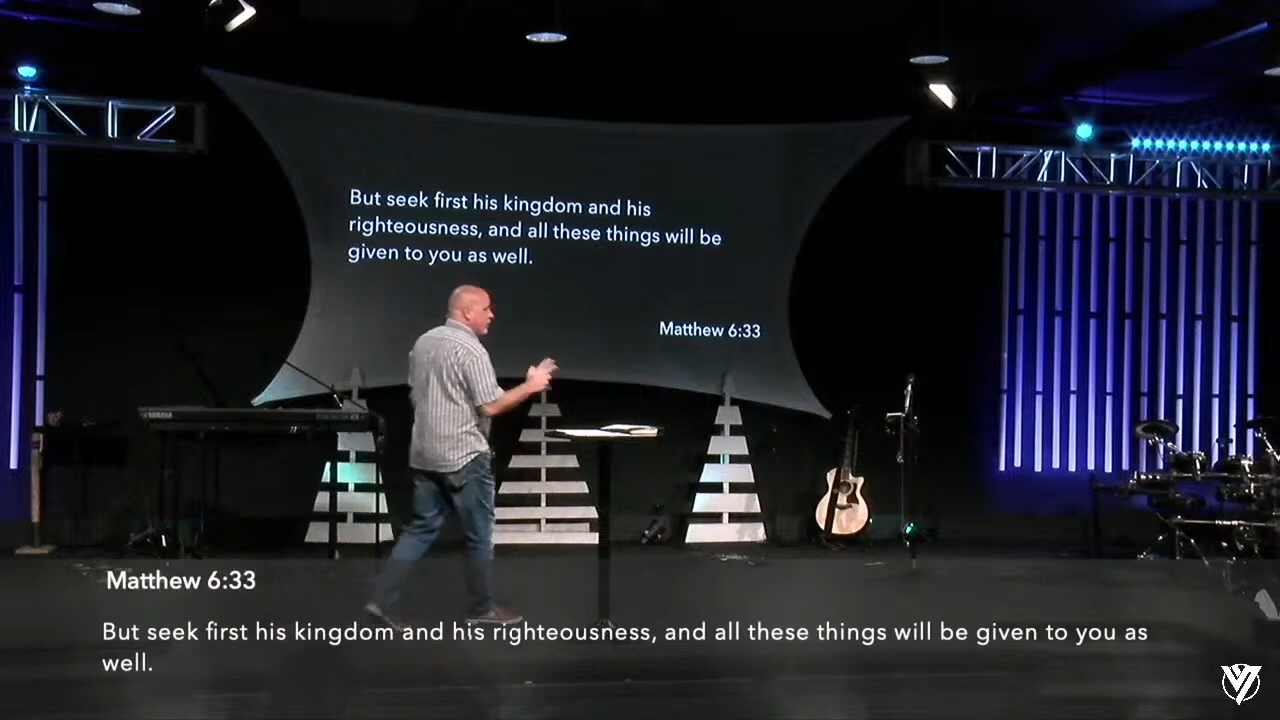 But seek first his kingdom and his
righteousness, and all these things will be
given to you as well.
Matthew 6:33
YAMAHA
Matthew 6:33
But seek first his kingdom and his righteousness, and all these things will be given to you as
well.